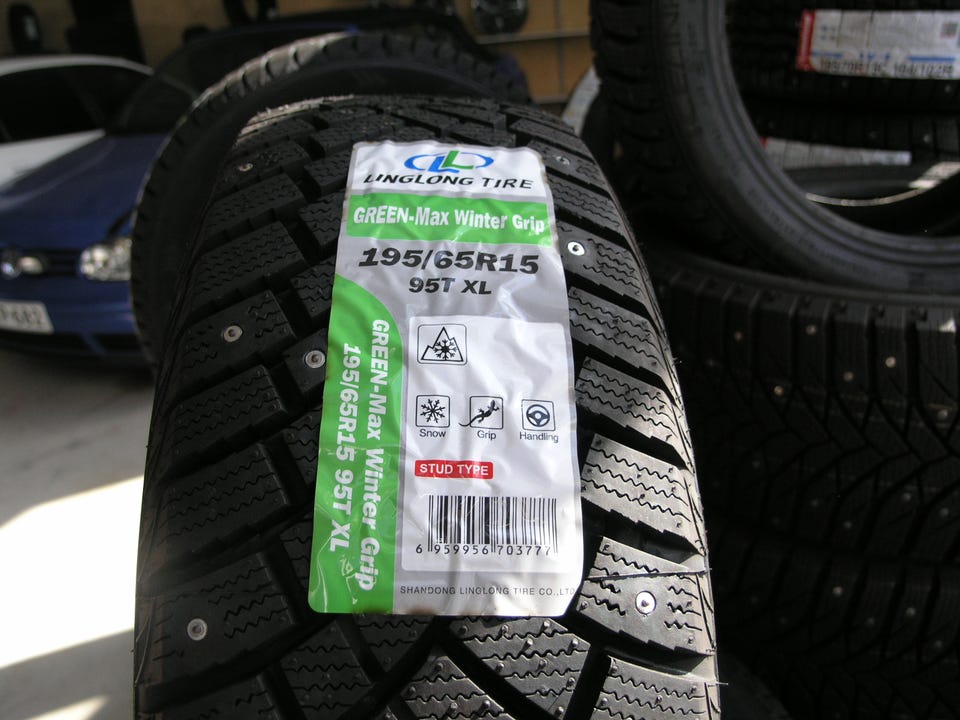 LINGLONG TIRE
GREEN-Max Winter Grip
195/65R15
95T XL
GREEN-Max Winter Grip
195/65R15 95T XL
Snow
Grip
Handling
STUD TYPE
6 959956 703777
SHANDONG LINGLONG TIRE CO.,LTD